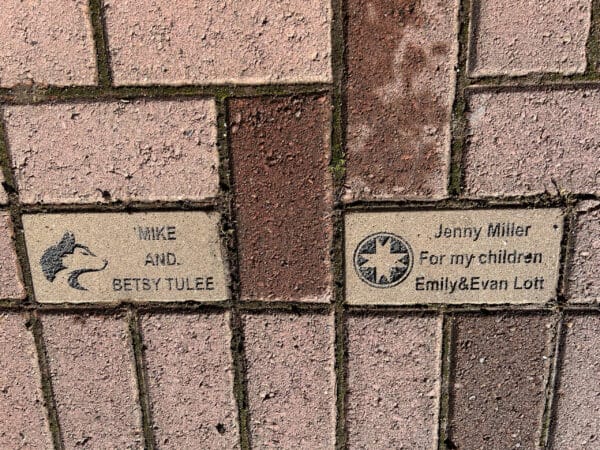 MIKE
AND
BETSY TULEE
Jenny Miller
For my children
Emily&Evan Lott